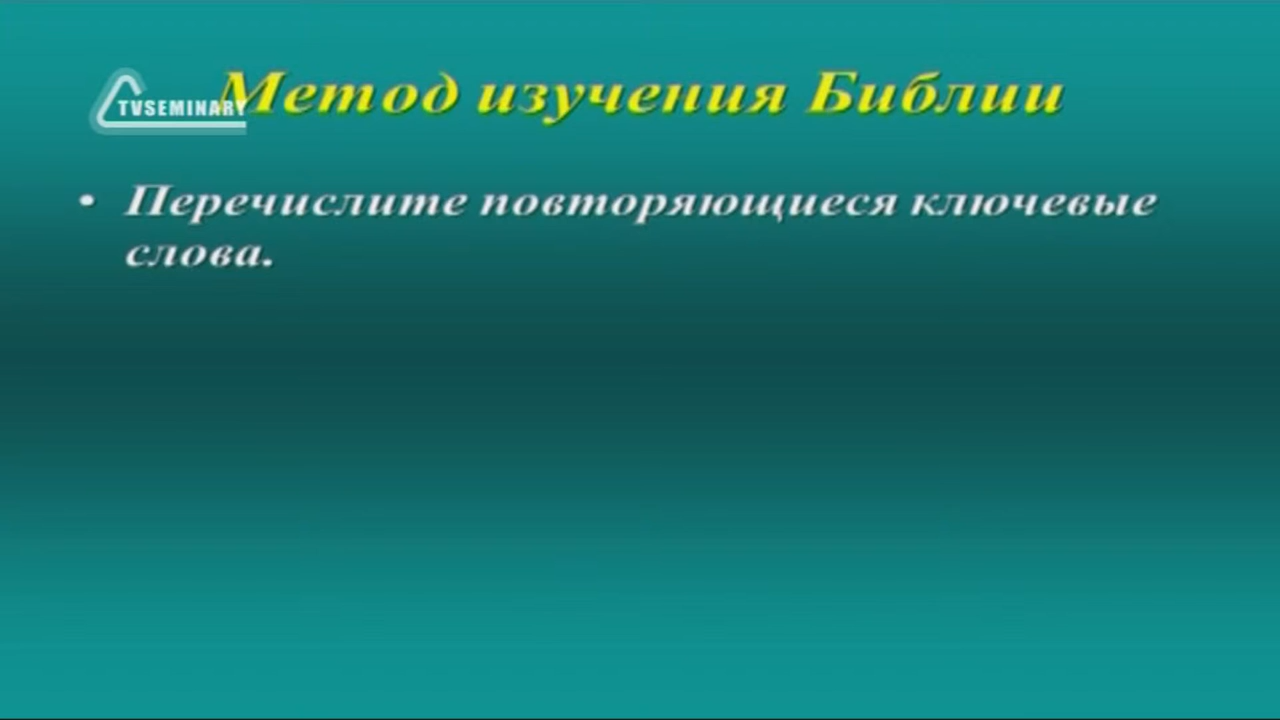 Метод изучения Библии
TVSEMINARY
• Перечислите повторяющиеся ключевые
слова.